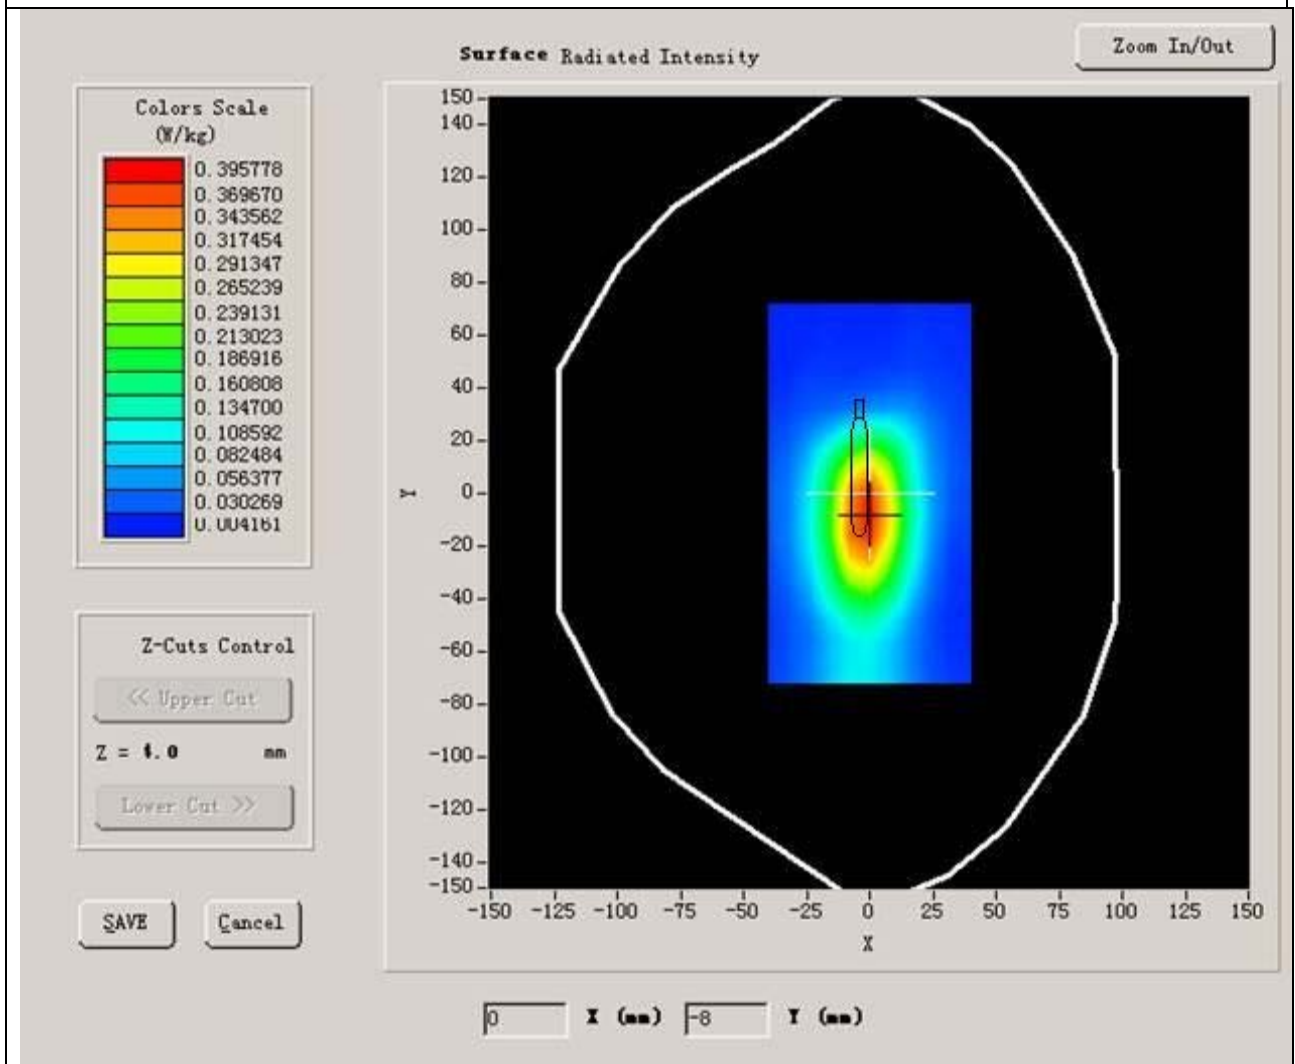 Surface Radiated Intensity
Zoom In/Out
Colors Scale
(W/kg)
0.395778
0.369670
0.343562
0.317454
0.291347
0.265239
0.239131
0.213023
0.186916
0.160808
0.134700
0.108592
0.082484
0.056377
0.030269
0.004161
Z-Cuts Control
<< Upper Cut
Z = 4.0 mm
Lower Cut >>
SAVE Cancel
150
140
120
100
80
60
40
20
0
-20
-40
-60
-80
-100
-120
-140
-150
Y
-150 -125 -100 -75 -50 -25 0 25 50 75 100 125 150
X
0 X (mm) -8 Y (mm)